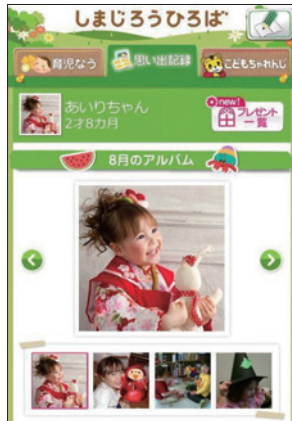 しまじろうひろば
育児なう
思い出記録
こどもちゃれんじ
あいりちゃん
2才8カ月
new!
プレゼント
一覧
8月のアルバム